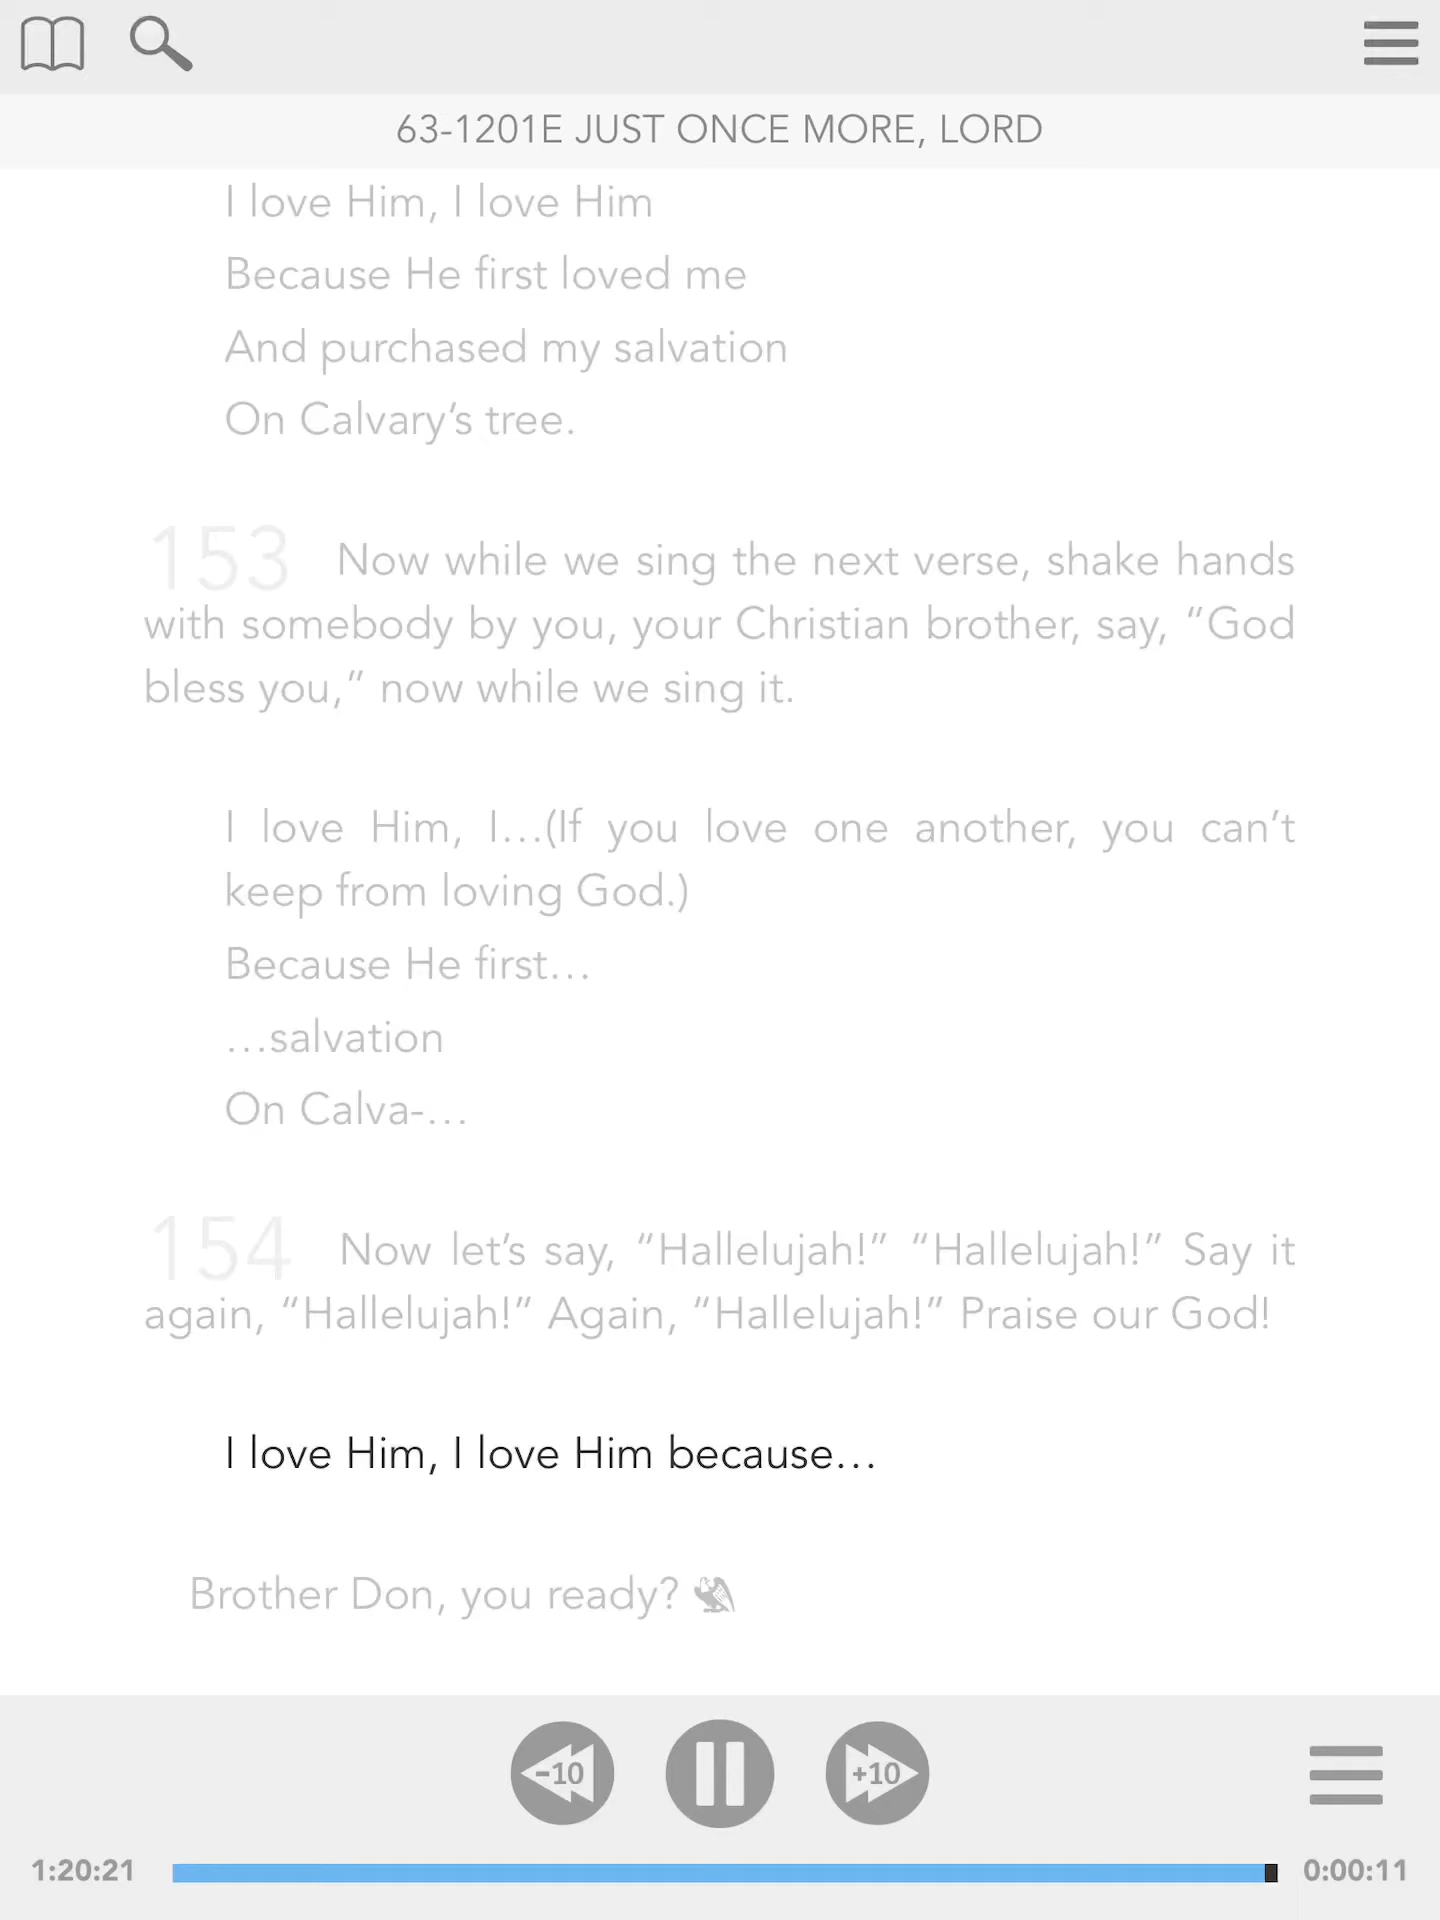 63-1201E JUST ONCE MORE, LORD
I love Him, I love Him
Because He first loved me
And purchased my salvation
On Calvary’s tree.
153 Now while we sing the next verse, shake hands
with somebody by you, your Christian brother, say, “God
bless you,” now while we sing it.
I love Him, I…(If you love one another, you can’t
keep from loving God.)
Because He first…
…salvation
On Calva-…
154 Now let’s say, “Hallelujah!” “Hallelujah!” Say it
again, “Hallelujah!” Again, “Hallelujah!” Praise our God!
I love Him, I love Him because…
Brother Don, you ready?
-10 +10
1:20:21 0:00:11